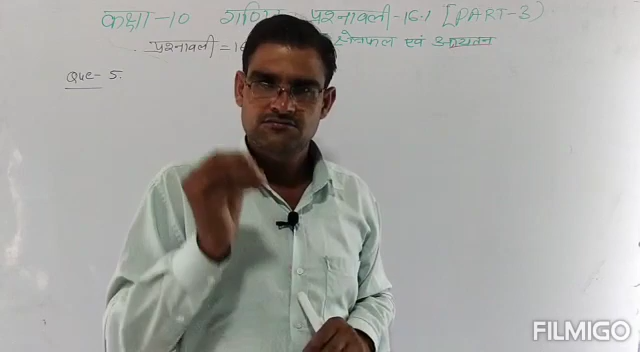 कक्षा-10 गणित प्रश्नावली-16.1 [PART-3)
प्रश्नावली = 16 क्षेत्रफल एवं आयतन
Que- 5.
FILMIGO